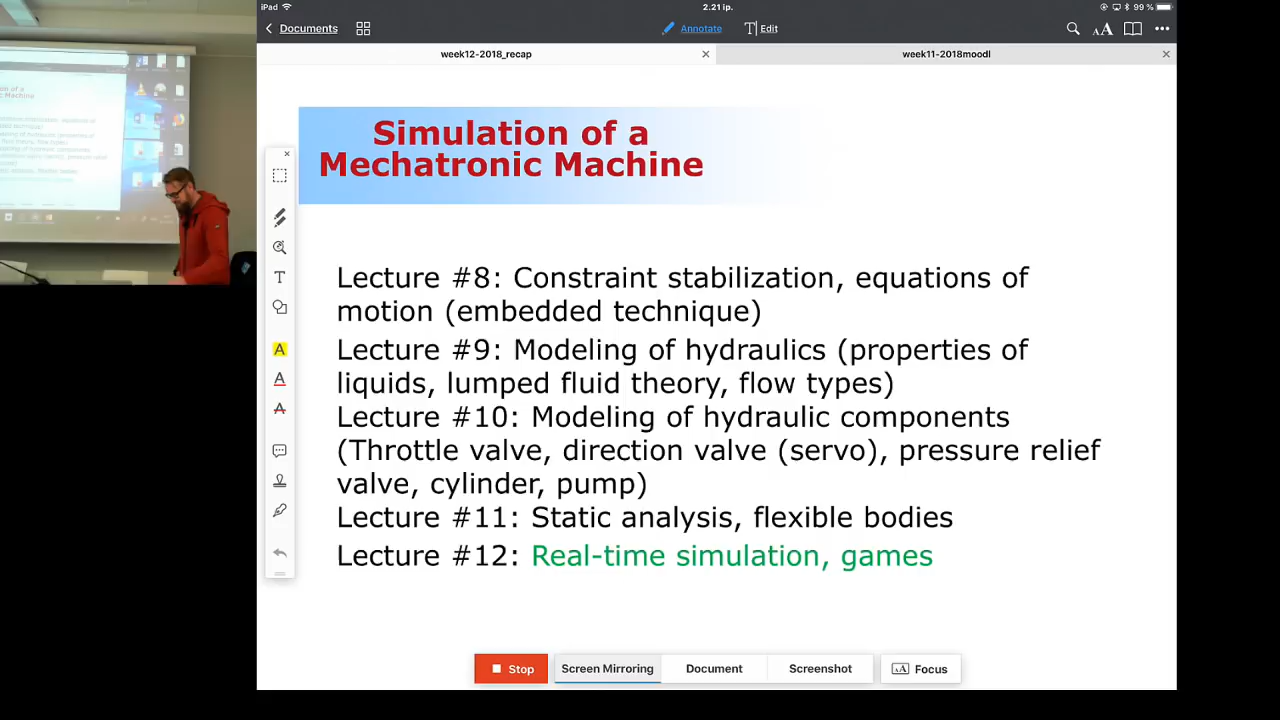 iPad
2.21 ip.
99 %
Documents
Annotate
T Edit
AA
week12-2018_recap
week11-2018moodl
Simulation of a
Mechatronic Machine
T
A
A
A
Lecture #8: Constraint stabilization, equations of
motion (embedded technique)
Lecture #9: Modeling of hydraulics (properties of
liquids, lumped fluid theory, flow types)
Lecture #10: Modeling of hydraulic components
(Throttle valve, direction valve (servo), pressure relief
valve, cylinder, pump)
Lecture #11: Static analysis, flexible bodies
Lecture #12: Real-time simulation, games
Stop
Screen Mirroring
Document
Screenshot
AA Focus